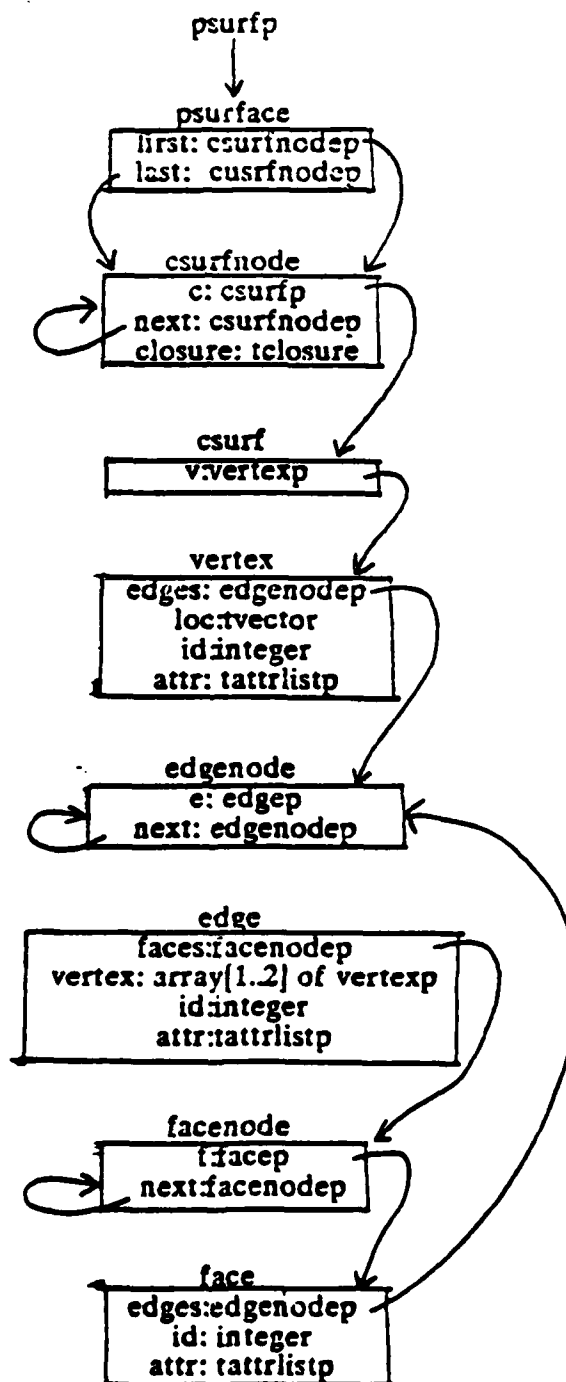 psurfp
psurface
first: csurfnodep
last: cusrfnodep
csurfnode
c: csurfp
next: csurfnodep
closure: tclosure
csurf
v:vertexp
vertex
edges: edgenodep
loc:tvector
id:integer
attr: tattrlistp
edgenode
e: edgep
next: edgenodep
edge
faces:facenodep
vertex: array[1..2] of vertexp
id:integer
attr:tattrlistp
facenode
f:facep
next:facenodep
face
edges:edgenodep
id: integer
attr: tattrlistp